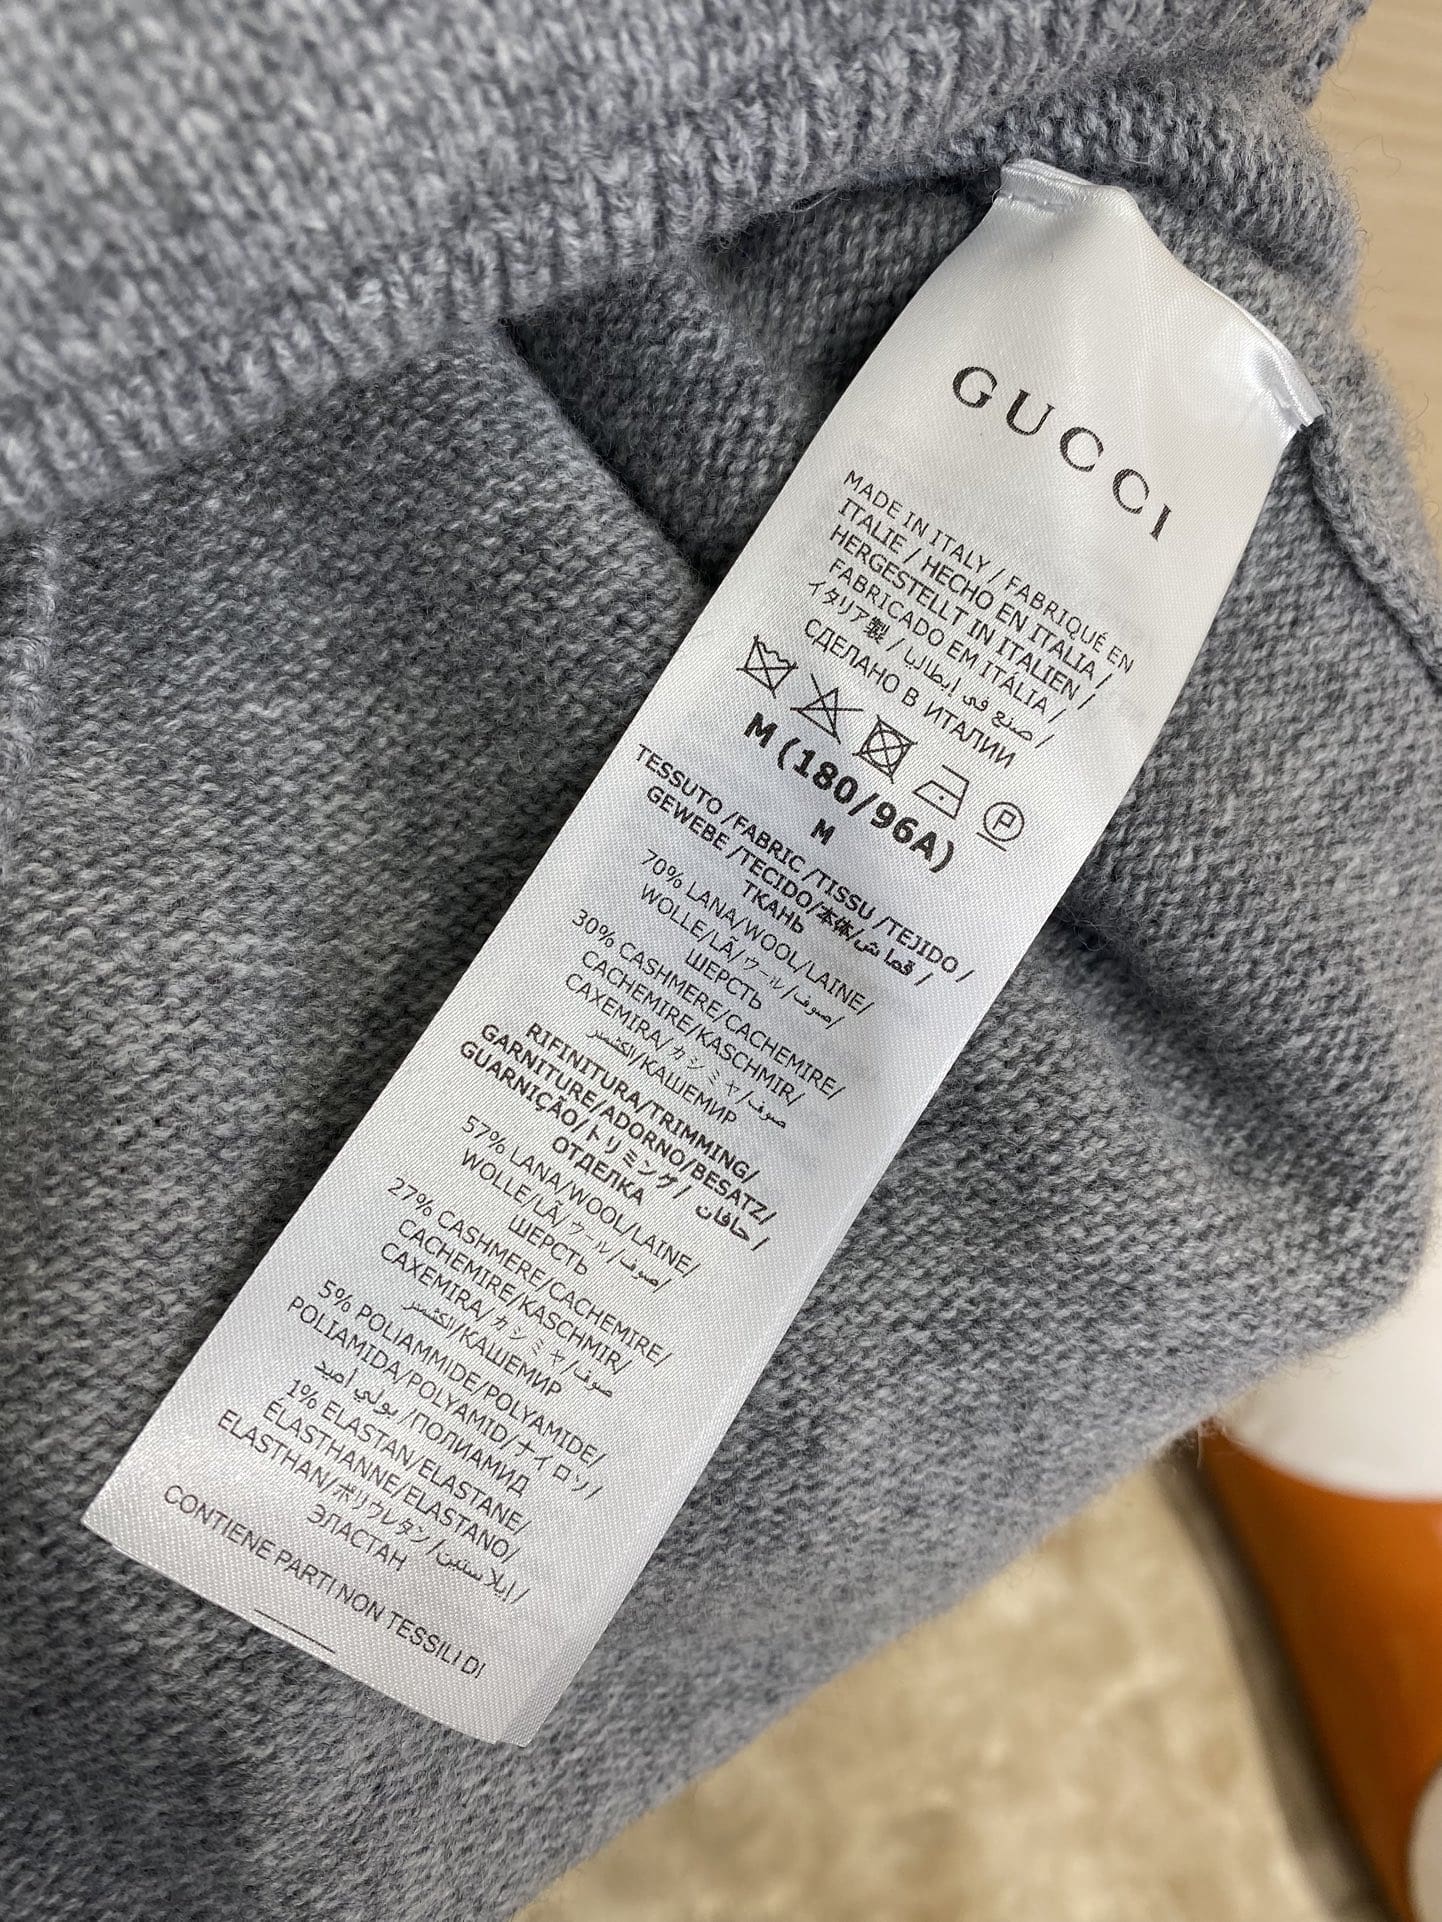 GUCCI
MADE IN ITALY / FABRIQUÉ EN
ITALIE / HECHO EN ITALIA /
HERGESTELLT IN ITALIEN /
FABRICADO EM ITÁLIA /
イタリア製 / صنع في إيطاليا /
СДЕЛАНО В ИТАЛИИ
P
M (180/96A)
M
TESSUTO /FABRIC /TISSU /TEJIDO /
GEWEBE /TECIDO/本体/قماش /
ТКАНЬ
70% LANA/WOOL/LAINE/
WOLLE/LÃ/ウール/صوف/
ШЕРСТЬ
30% CASHMERE/CACHEMIRE/
CACHEMIRE/KASCHMIR/
CAXEMIRA/カシミヤ/صوف
الكشمير/КАШЕМИР
RIFINITURA/TRIMMING/
GARNITURE/ADORNO/BESATZ/
GUARNIÇÃO/トリミング/ حافات /
ОТДЕЛКА
57% LANA/WOOL/LAINE/
WOLLE/LÃ/ウール/صوف/
ШЕРСТЬ
27% CASHMERE/CACHEMIRE/
CACHEMIRE/KASCHMIR/
CAXEMIRA/カシミヤ/صوف
الكشمير/КАШЕМИР
5% POLIAMMIDE/POLYAMIDE/
POLIAMIDA/POLYAMID/ナイロン/
بولي أميد/ ПОЛИАМИД
1% ELASTAN/ELASTANE/
ÉLASTHANNE/ELASTANO/
ELASTHAN/ポリウレタン/إيلاستين/
ЭЛАСТАН
CONTIENE PARTI NON TESSILI DI